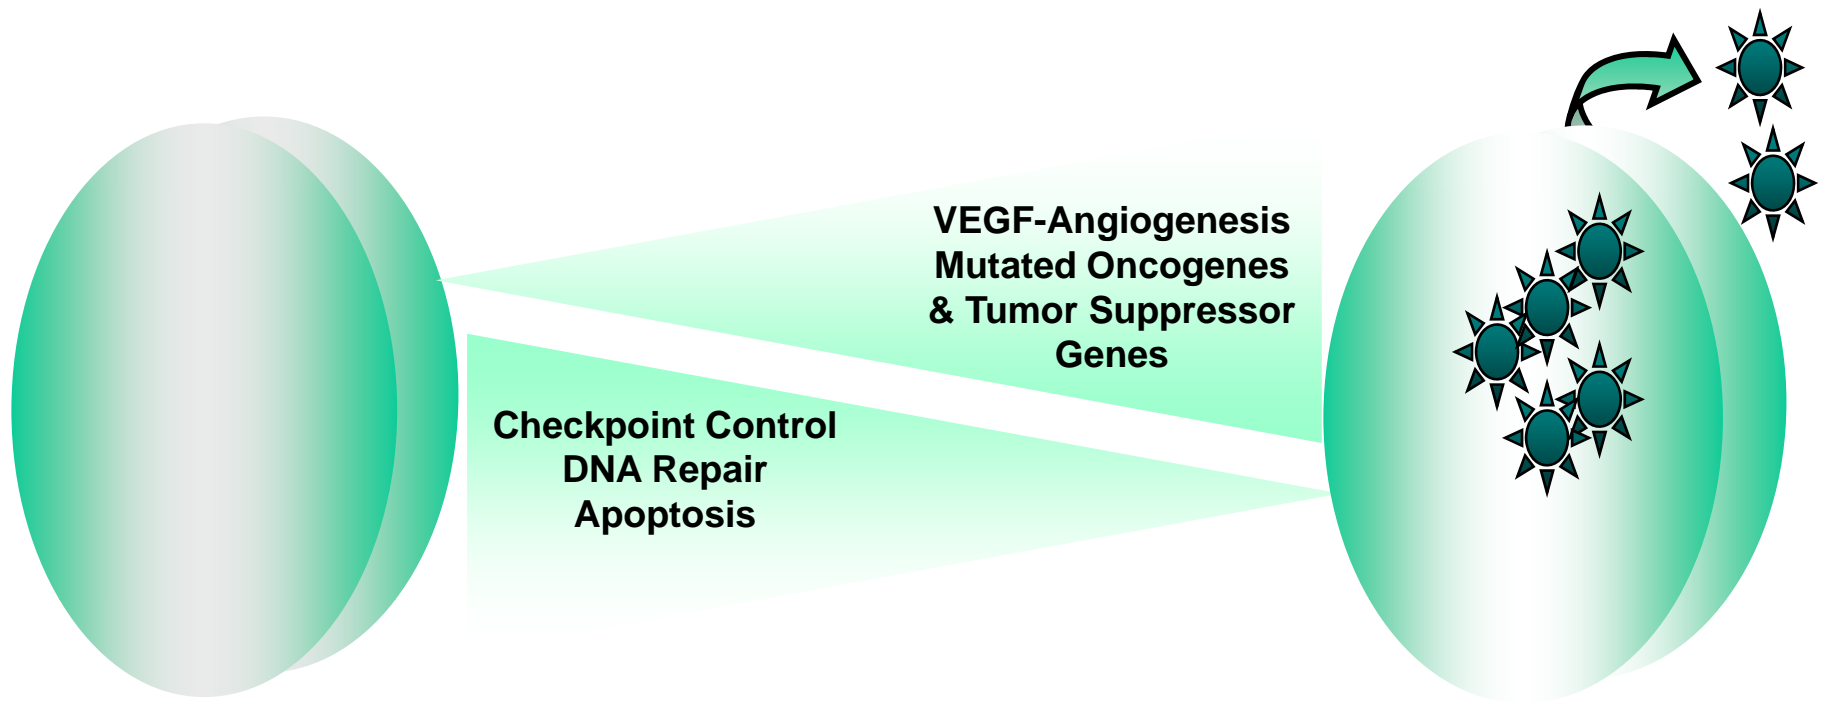 VEGF-Angiogenesis
Mutated Oncogenes
& Tumor Suppressor
Genes
Checkpoint Control
DNA Repair
Apoptosis